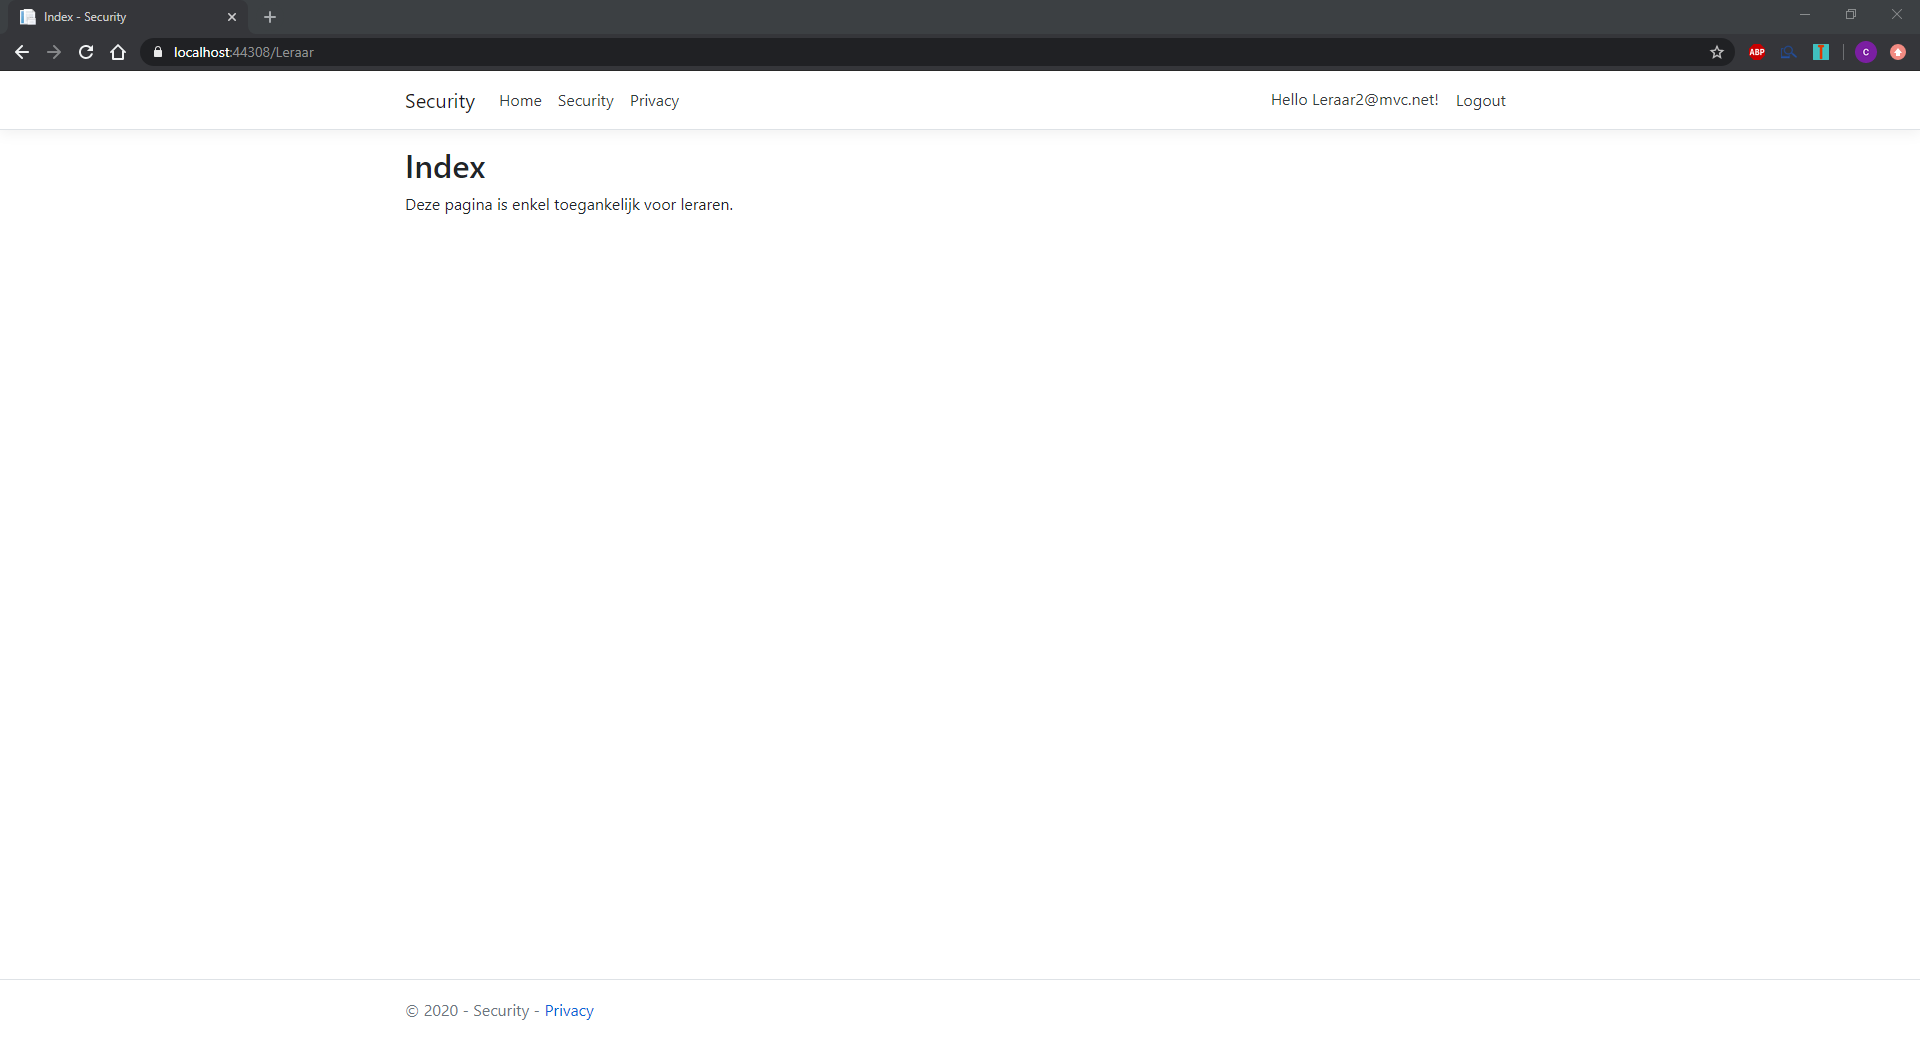 Index - Security
localhost:44308/Leraar
ABP
C
Security Home Security Privacy Hello Leraar2@mvc.net! Logout
Index
Deze pagina is enkel toegankelijk voor leraren.
© 2020 - Security - Privacy